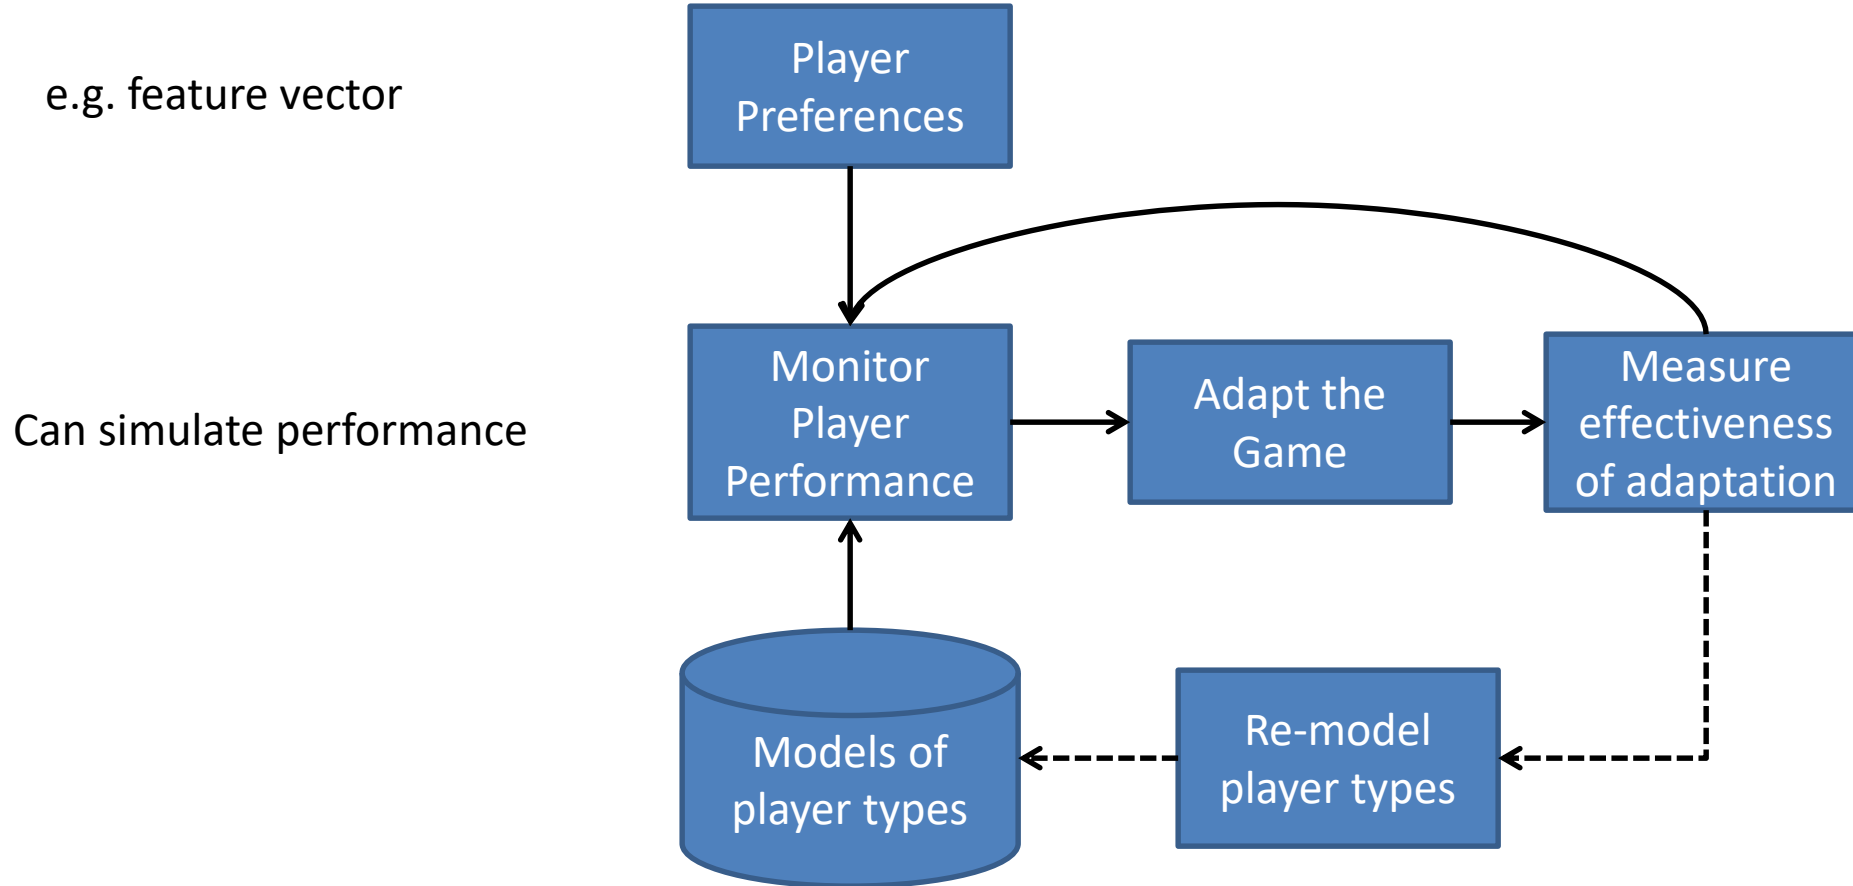 Player
Preferences
e.g. feature vector
Monitor
Player
Performance
Adapt the
Game
Measure
effectiveness
of adaptation
Can simulate performance
Models of
player types
Re-model
player types